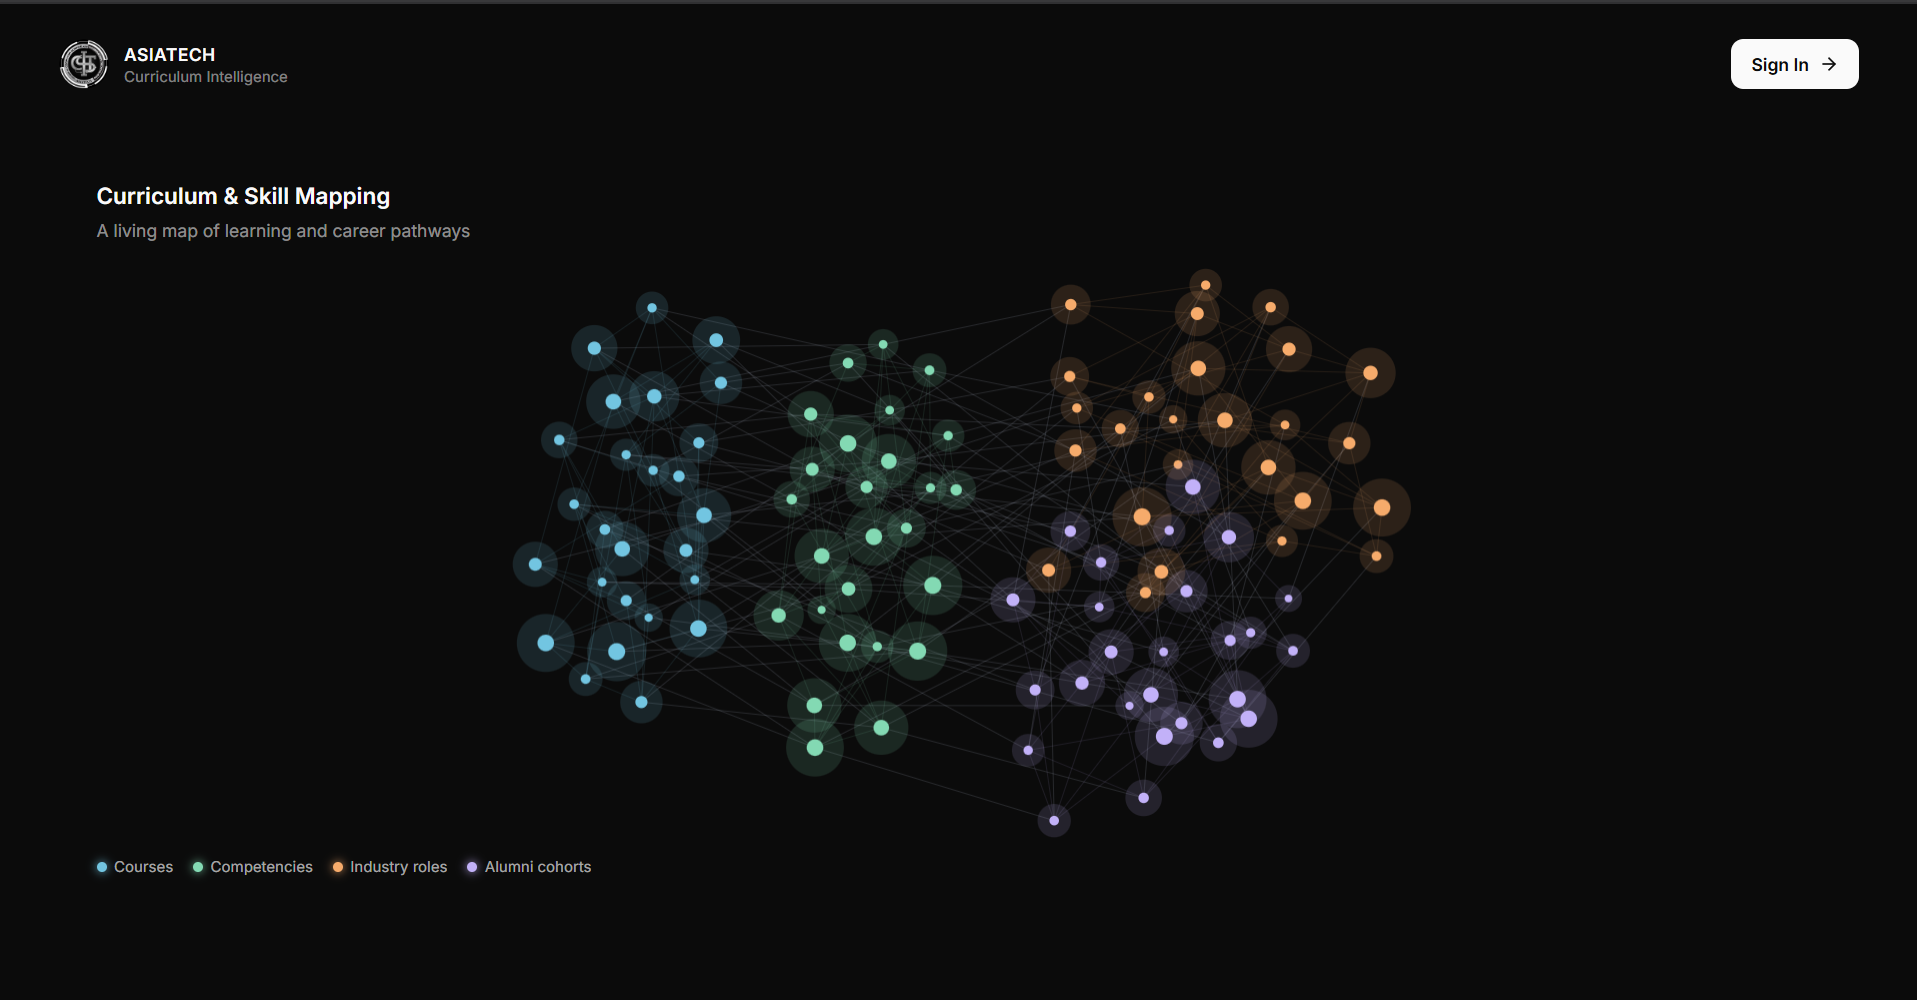 ASIATECH
Curriculum Intelligence
Sign In
Curriculum & Skill Mapping
A living map of learning and career pathways
Courses
Competencies
Industry roles
Alumni cohorts